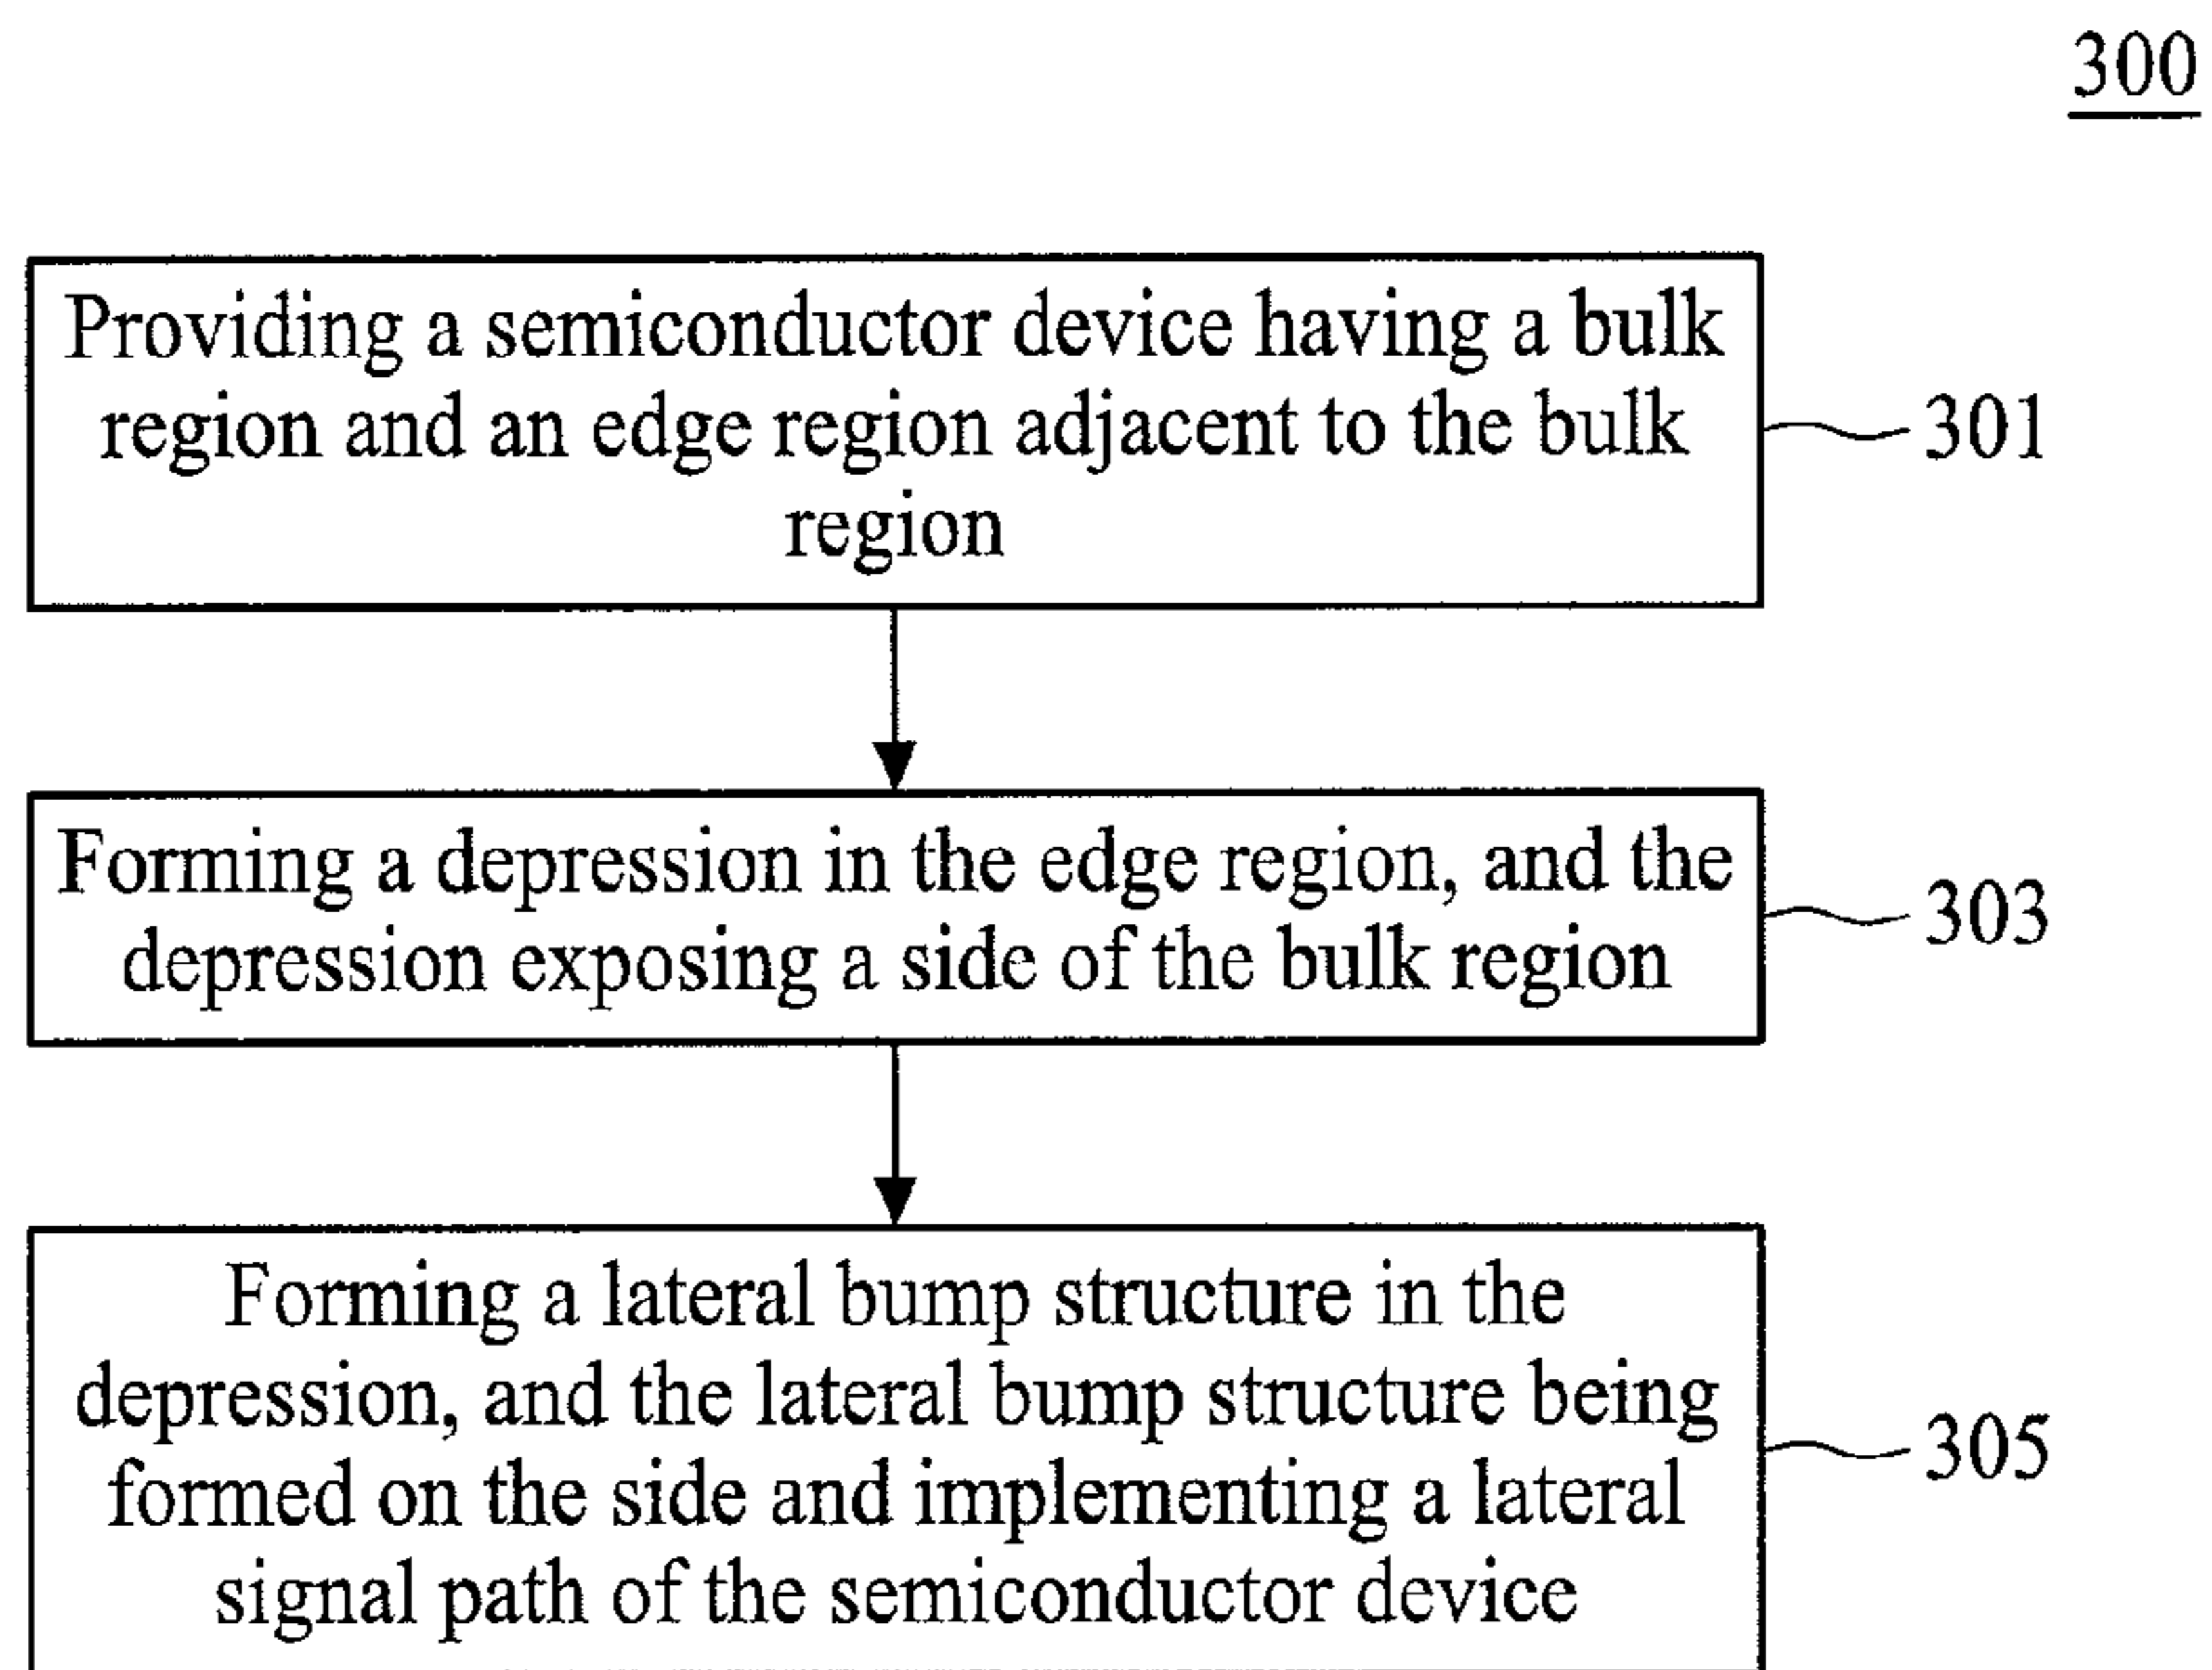 300
Providing a semiconductor device having a bulk
region and an edge region adjacent to the bulk
region
301
Forming a depression in the edge region, and the
depression exposing a side of the bulk region
303
Forming a lateral bump structure in the
depression, and the lateral bump structure being
formed on the side and implementing a lateral
signal path of the semiconductor device
305